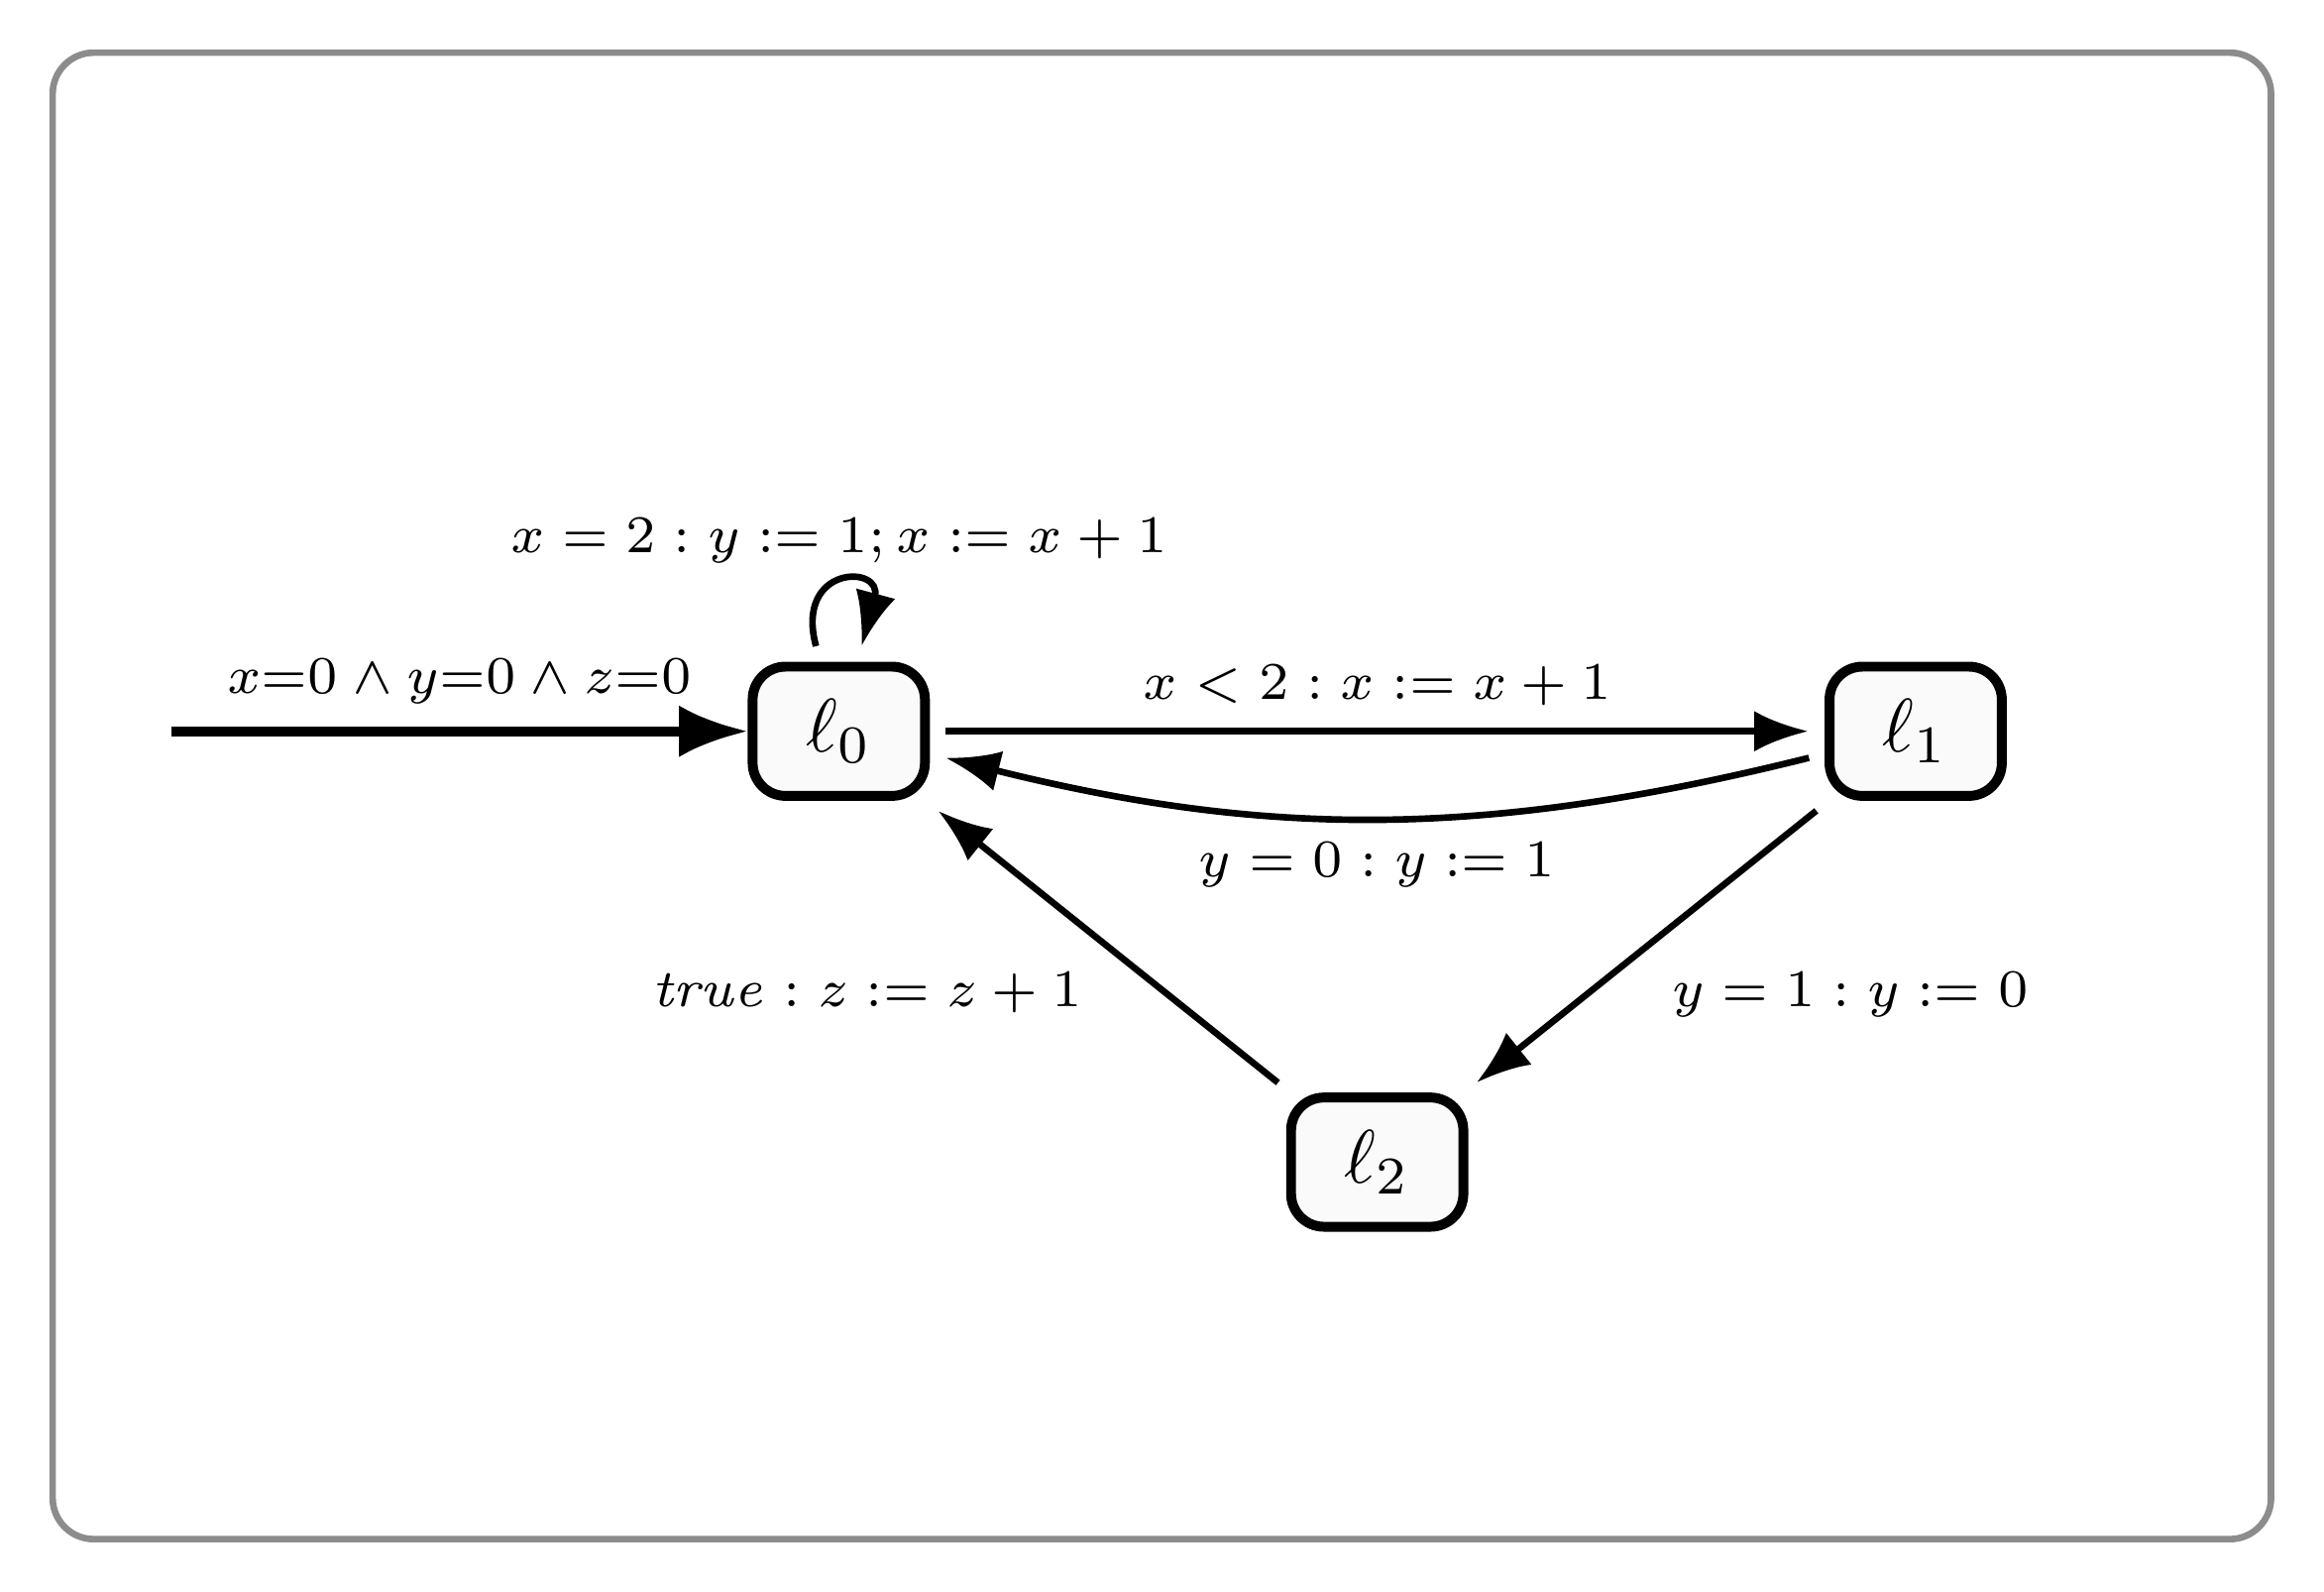 x = 2 : y := 1; x := x + 1
x=0 ∧ y=0 ∧ z=0
x < 2 : x := x + 1
ℓ₀
ℓ₁
y = 0 : y := 1
true : z := z + 1
y = 1 : y := 0
ℓ₂